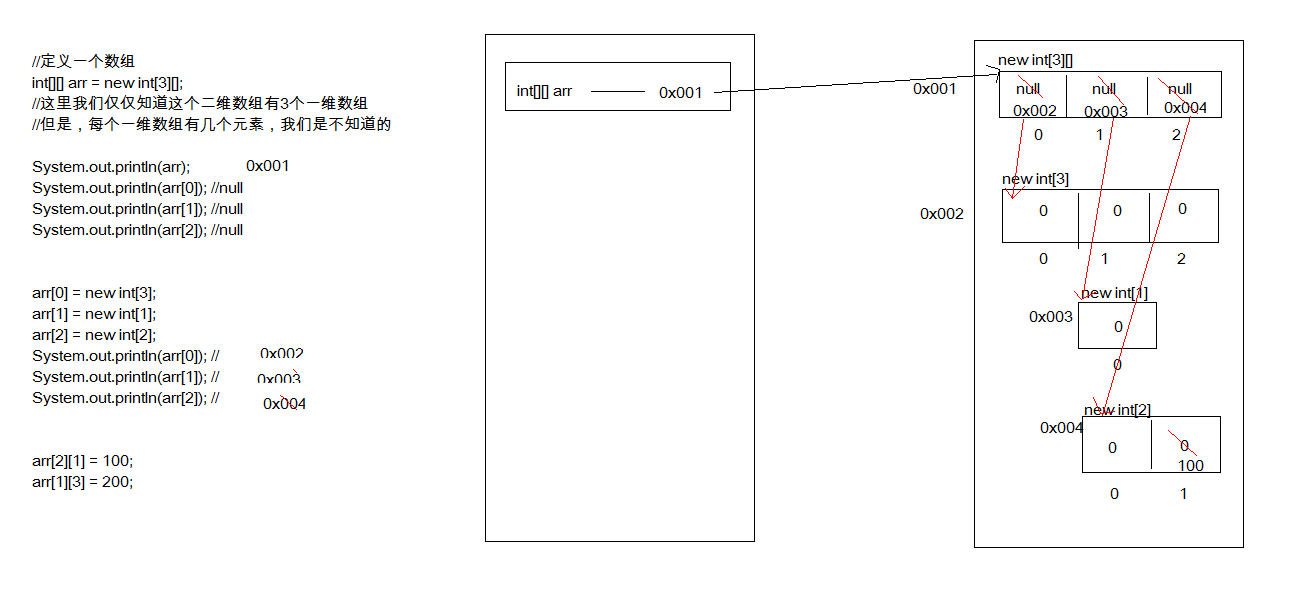 //定义一个数组
int[][] arr = new int[3][];
//这里我们仅仅知道这个二维数组有3个一维数组
//但是，每个一维数组有几个元素，我们是不知道的
System.out.println(arr); 0x001
System.out.println(arr[0]); //null
System.out.println(arr[1]); //null
System.out.println(arr[2]); //null
arr[0] = new int[3];
arr[1] = new int[1];
arr[2] = new int[2];
System.out.println(arr[0]); // 0x002
System.out.println(arr[1]); // 0x003
System.out.println(arr[2]); // 0x004
arr[2][1] = 100;
arr[1][3] = 200;
int[][] arr 0x001
new int[3][]
0x001
null null null
0x002 0x003 0x004
0 1 2
new int[3]
0x002
0 0 0
0 1 2
new int[1]
0x003
0
0
new int[2]
0x004
0 0
100
0 1